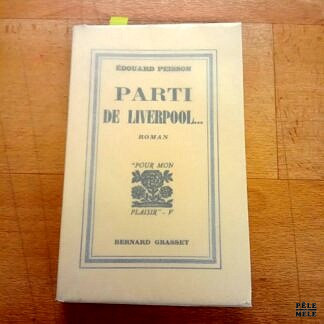 ÉDOUARD PEISSON
PARTI
DE LIVERPOOL...
ROMAN
"POUR MON
PLAISIR" - V
BERNARD GRASSET
PÊLE
MÊLE